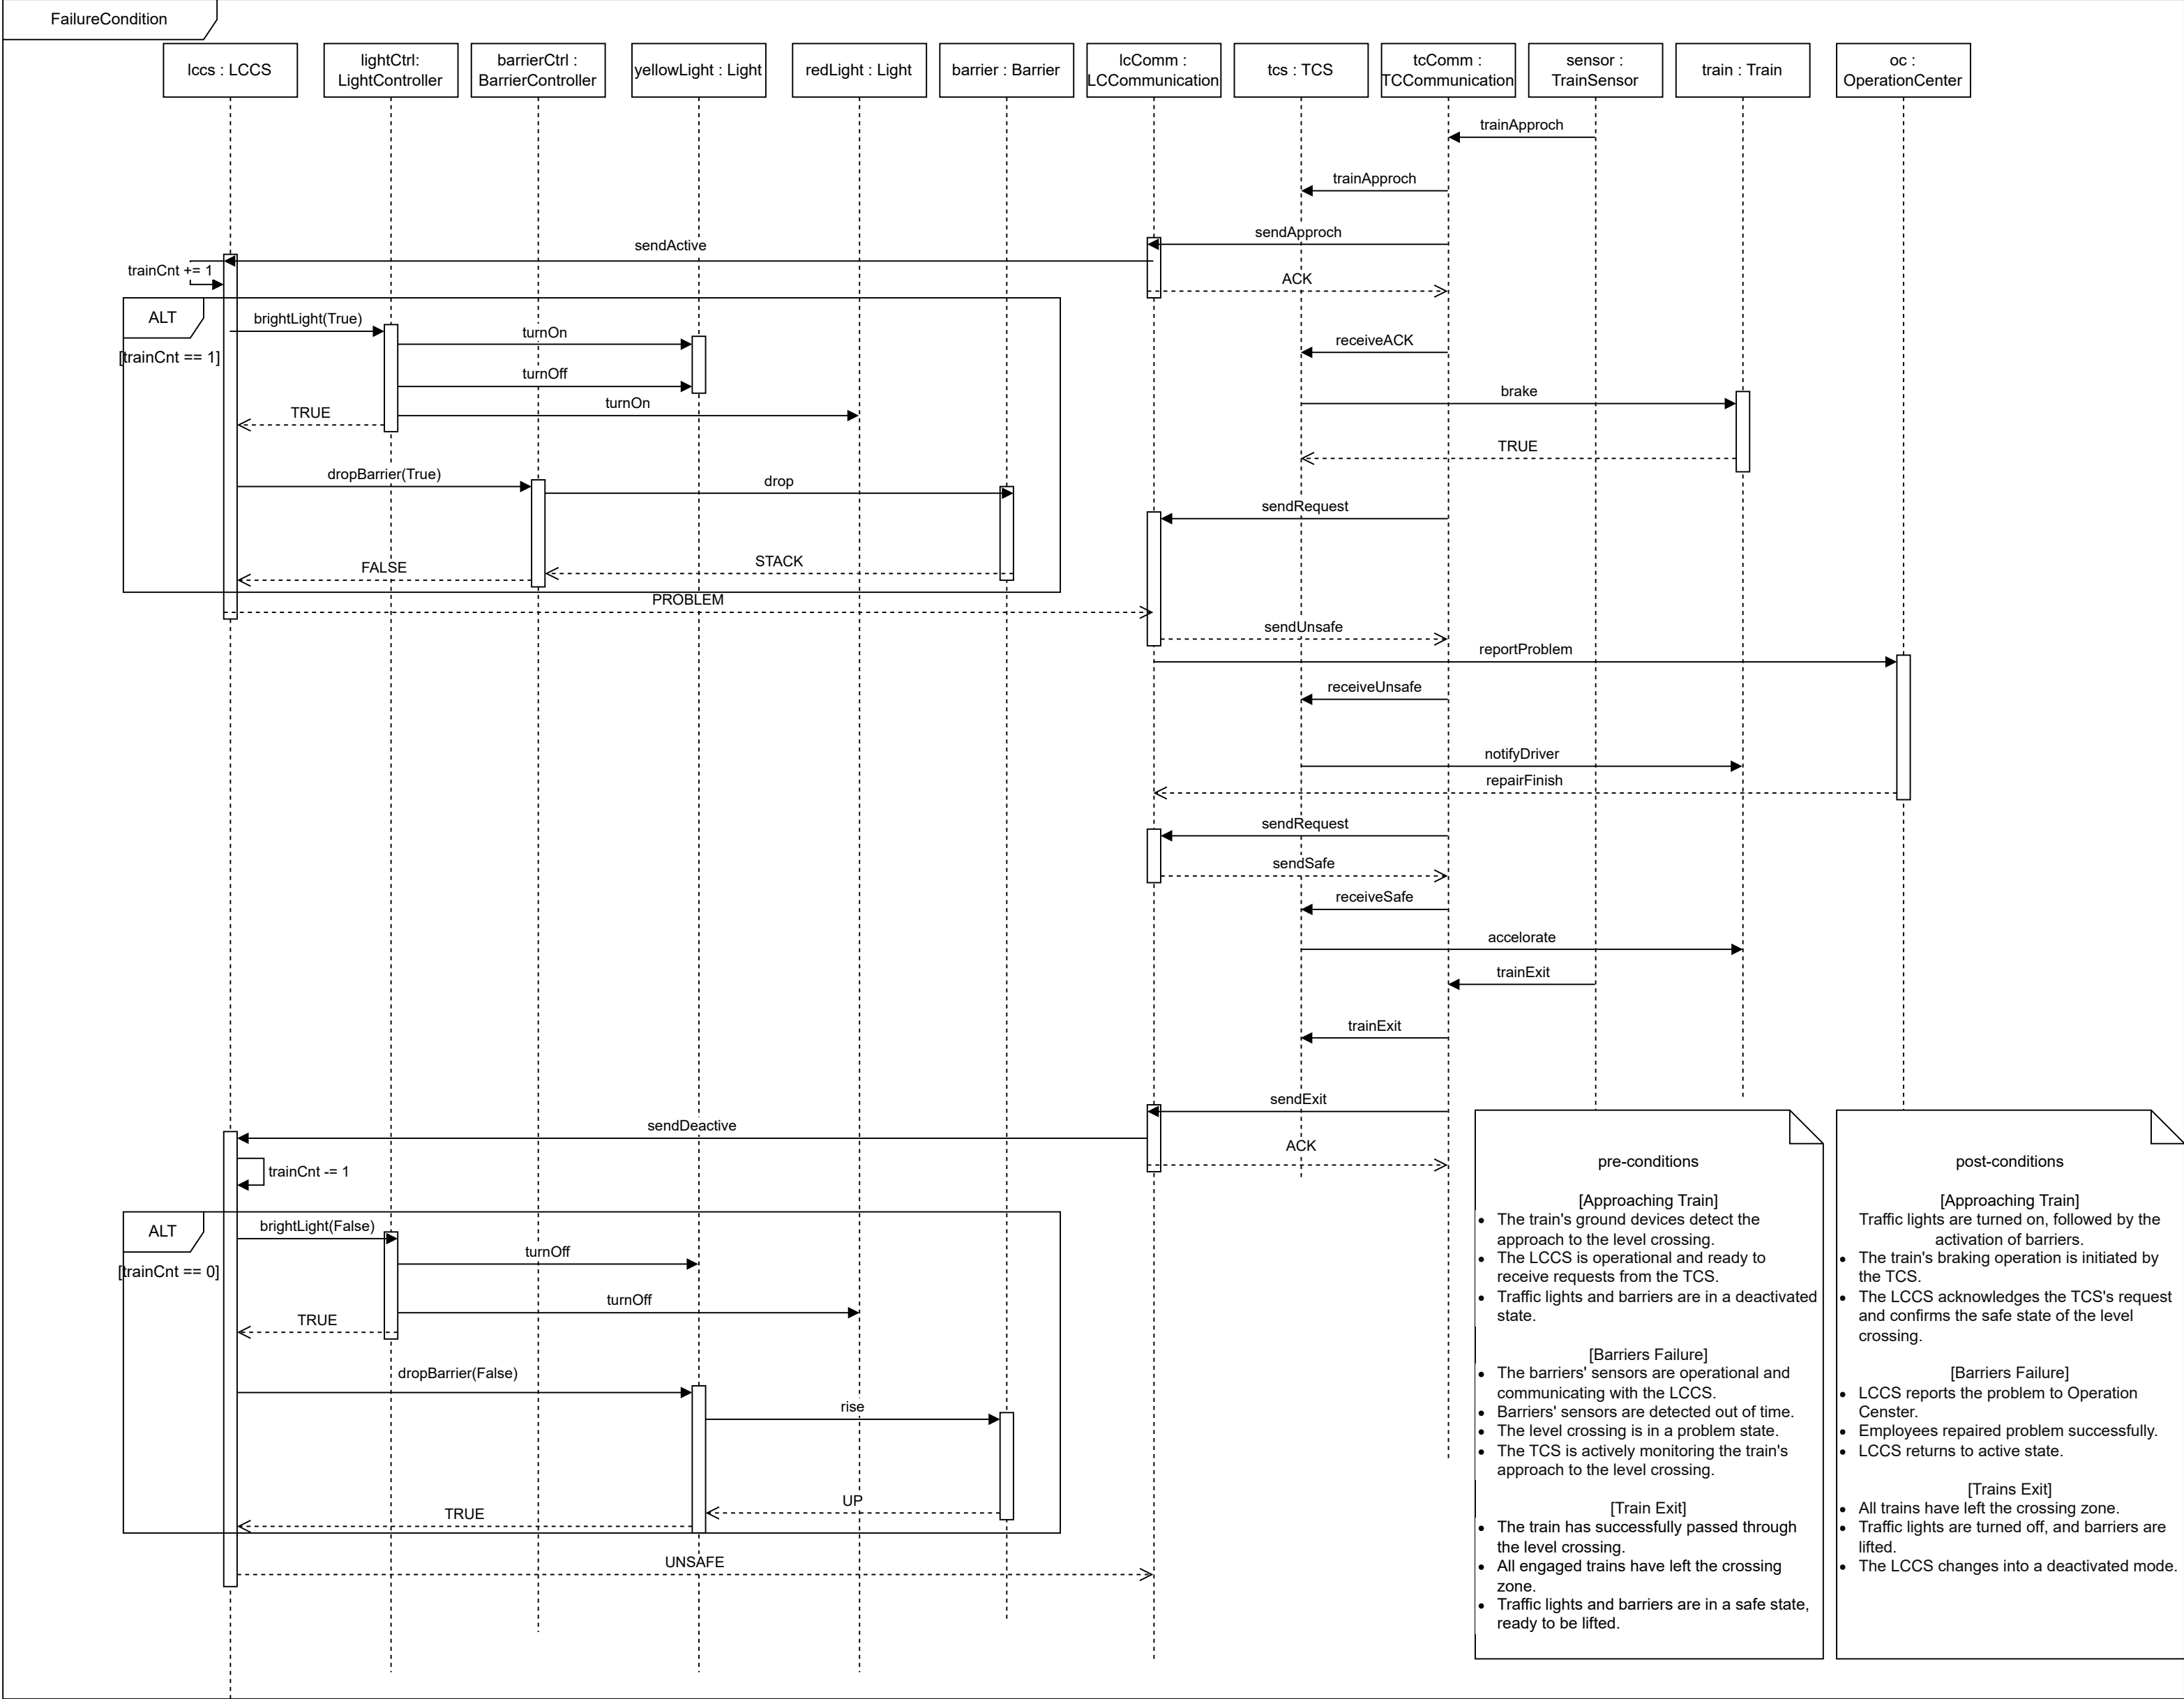 FailureCondition
lccs : LCCS
lightCtrl:
LightController
barrierCtrl :
BarrierController
yellowLight : Light
redLight : Light
barrier : Barrier
lcComm :
LCCommunication
tcs : TCS
tcComm :
TCCommunication
sensor :
TrainSensor
train : Train
oc :
OperationCenter
trainApproch
trainApproch
sendApproch
sendActive
trainCnt += 1
ACK
ALT
brightLight(True)
turnOn
receiveACK
[trainCnt == 1]
turnOff
brake
turnOn
TRUE
TRUE
dropBarrier(True)
drop
sendRequest
STACK
FALSE
PROBLEM
sendUnsafe
reportProblem
receiveUnsafe
notifyDriver
repairFinish
sendRequest
sendSafe
receiveSafe
accelorate
trainExit
trainExit
sendExit
sendDeactive
ACK
trainCnt -= 1
ALT
brightLight(False)
turnOff
[trainCnt == 0]
turnOff
TRUE
dropBarrier(False)
rise
UP
TRUE
UNSAFE
pre-conditions
[Approaching Train]
The train's ground devices detect the
approach to the level crossing.
The LCCS is operational and ready to
receive requests from the TCS.
Traffic lights and barriers are in a deactivated
state.
[Barriers Failure]
The barriers' sensors are operational and
communicating with the LCCS.
Barriers' sensors are detected out of time.
The level crossing is in a problem state.
The TCS is actively monitoring the train's
approach to the level crossing.
[Train Exit]
The train has successfully passed through
the level crossing.
All engaged trains have left the crossing
zone.
Traffic lights and barriers are in a safe state,
ready to be lifted.
post-conditions
[Approaching Train]
Traffic lights are turned on, followed by the
activation of barriers.
The train's braking operation is initiated by
the TCS.
The LCCS acknowledges the TCS's request
and confirms the safe state of the level
crossing.
[Barriers Failure]
LCCS reports the problem to Operation
Censter.
Employees repaired problem successfully.
LCCS returns to active state.
[Trains Exit]
All trains have left the crossing zone.
Traffic lights are turned off, and barriers are
lifted.
The LCCS changes into a deactivated mode.